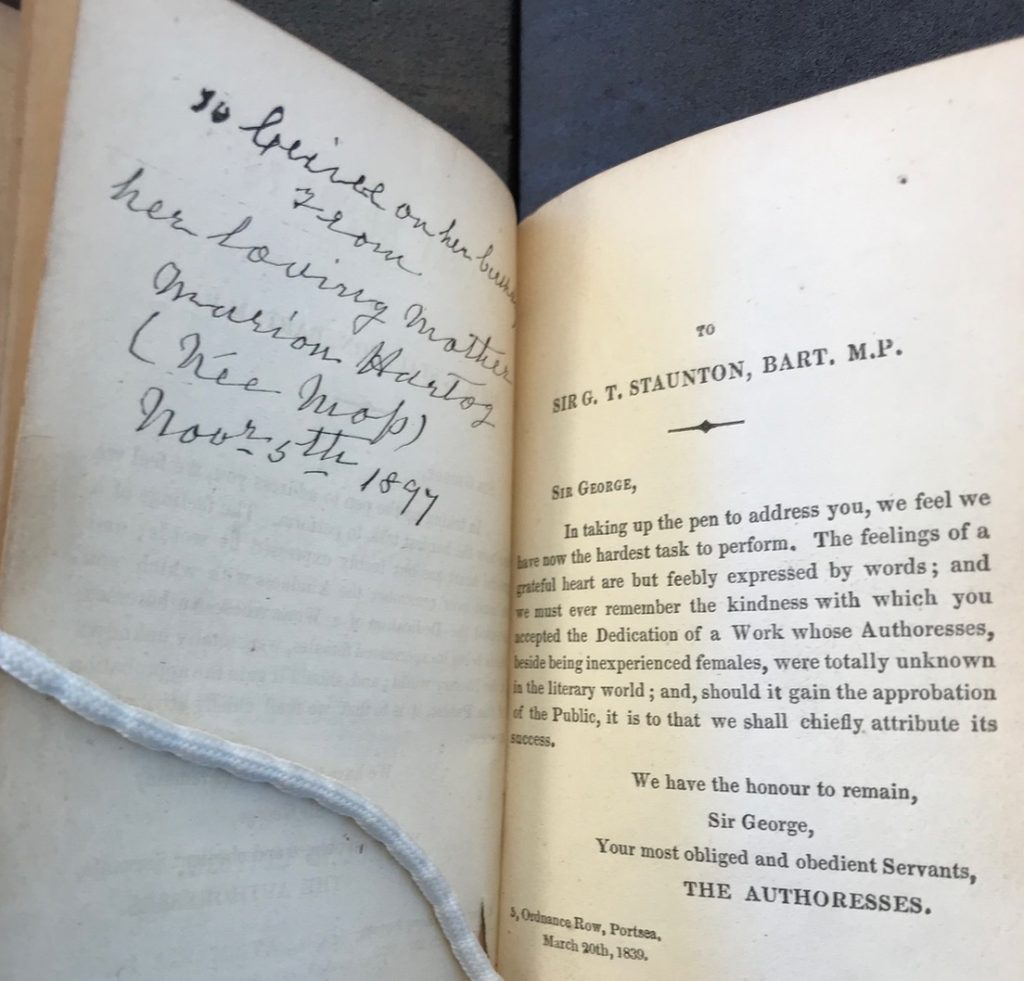 To Cécile on her
From
her loving Mother
Marion Hartog
(Née Moss)
Novr. 5th 1897
TO
SIR G. T. STAUNTON, BART. M.P.
SIR GEORGE,
In taking up the pen to address you, we feel we
have now the hardest task to perform. The feelings of a
grateful heart are but feebly expressed by words; and
we must ever remember the kindness with which you
accepted the Dedication of a Work whose Authoresses,
beside being inexperienced females, were totally unknown
in the literary world; and, should it gain the approbation
of the Public, it is to that we shall chiefly attribute its
success.
We have the honour to remain,
Sir George,
Your most obliged and obedient Servants,
THE AUTHORESSES.
5, Ordnance Row, Portsea,
March 20th, 1839.